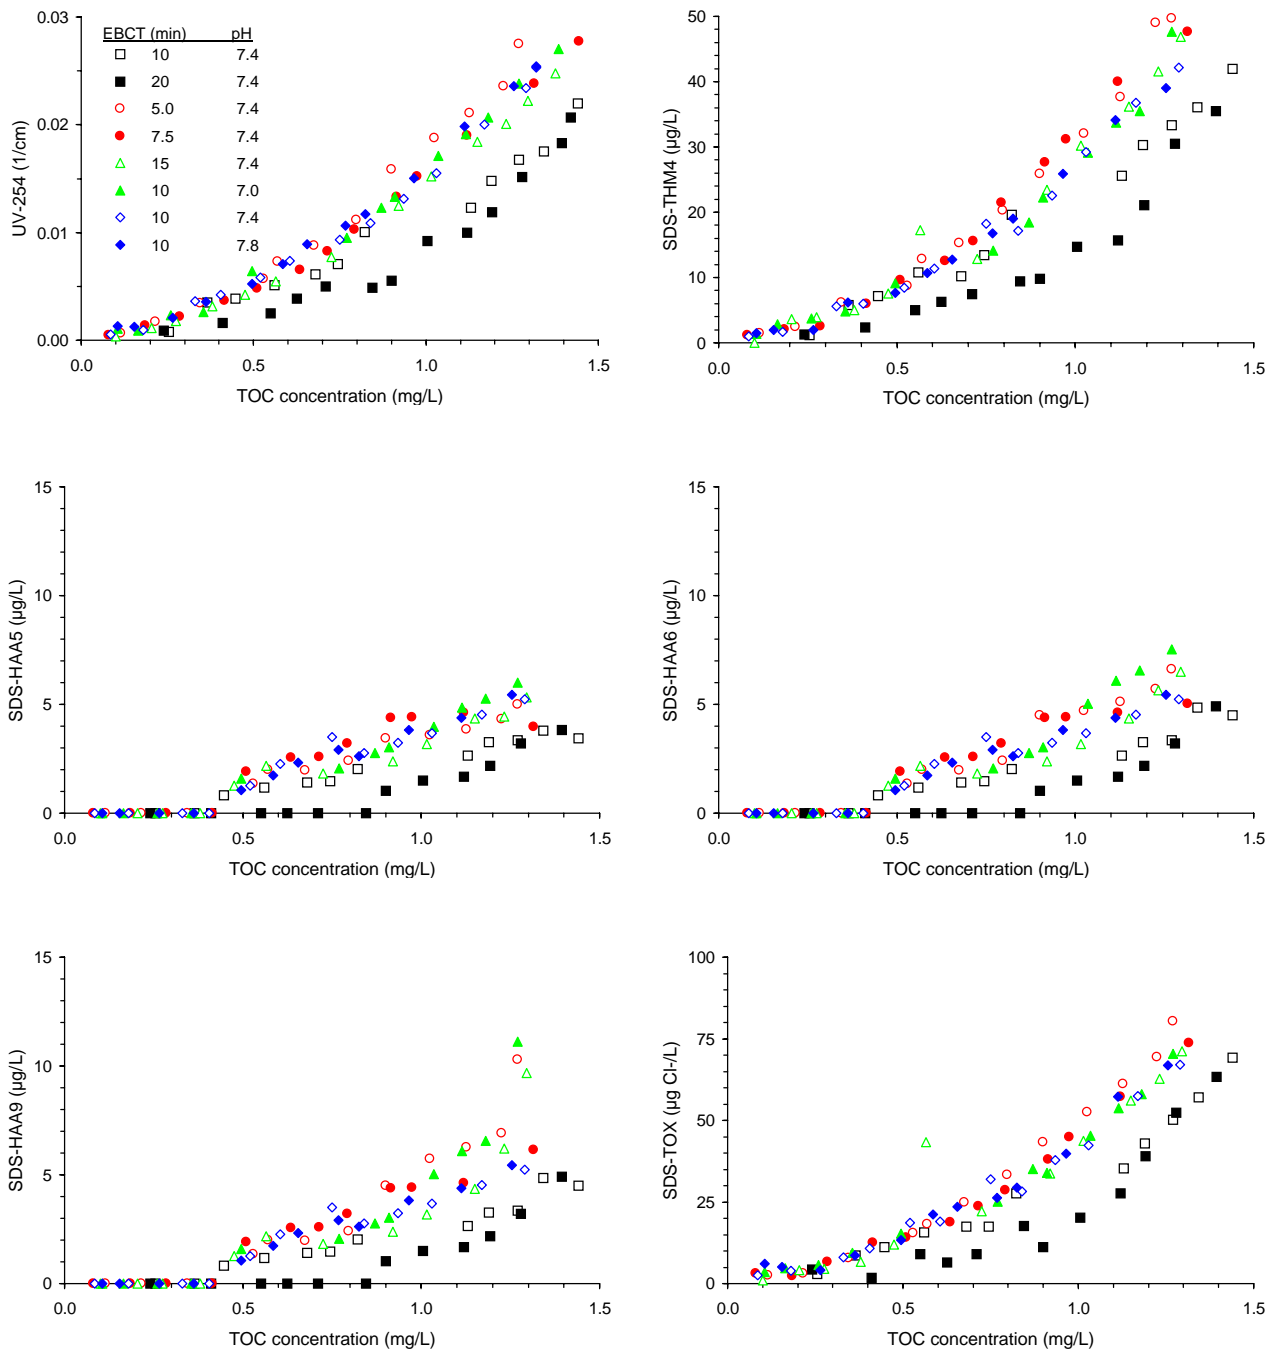 EBCT (min) pH
10 7.4
20 7.4
5.0 7.4
7.5 7.4
15 7.4
10 7.0
10 7.4
10 7.8
0.03
0.02
0.01
0.00
UV-254 (1/cm)
0.0 0.5 1.0 1.5
TOC concentration (mg/L)
50
40
30
20
10
0
SDS-THM4 (µg/L)
0.0 0.5 1.0 1.5
TOC concentration (mg/L)
15
10
5
0
SDS-HAA5 (µg/L)
0.0 0.5 1.0 1.5
TOC concentration (mg/L)
15
10
5
0
SDS-HAA6 (µg/L)
0.0 0.5 1.0 1.5
TOC concentration (mg/L)
15
10
5
0
SDS-HAA9 (µg/L)
0.0 0.5 1.0 1.5
TOC concentration (mg/L)
100
75
50
25
0
SDS-TOX (µg Cl-/L)
0.0 0.5 1.0 1.5
TOC concentration (mg/L)